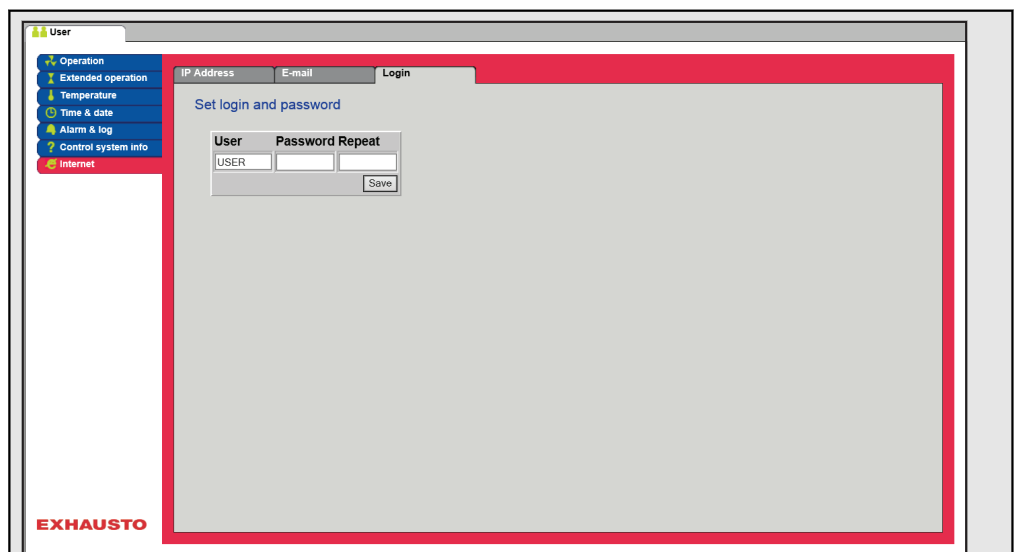 User
Operation
Extended operation
Temperature
Time & date
Alarm & log
Control system info
Internet
IP Address E-mail Login
Set login and password
User Password Repeat
USER
Save
EXHAUSTO